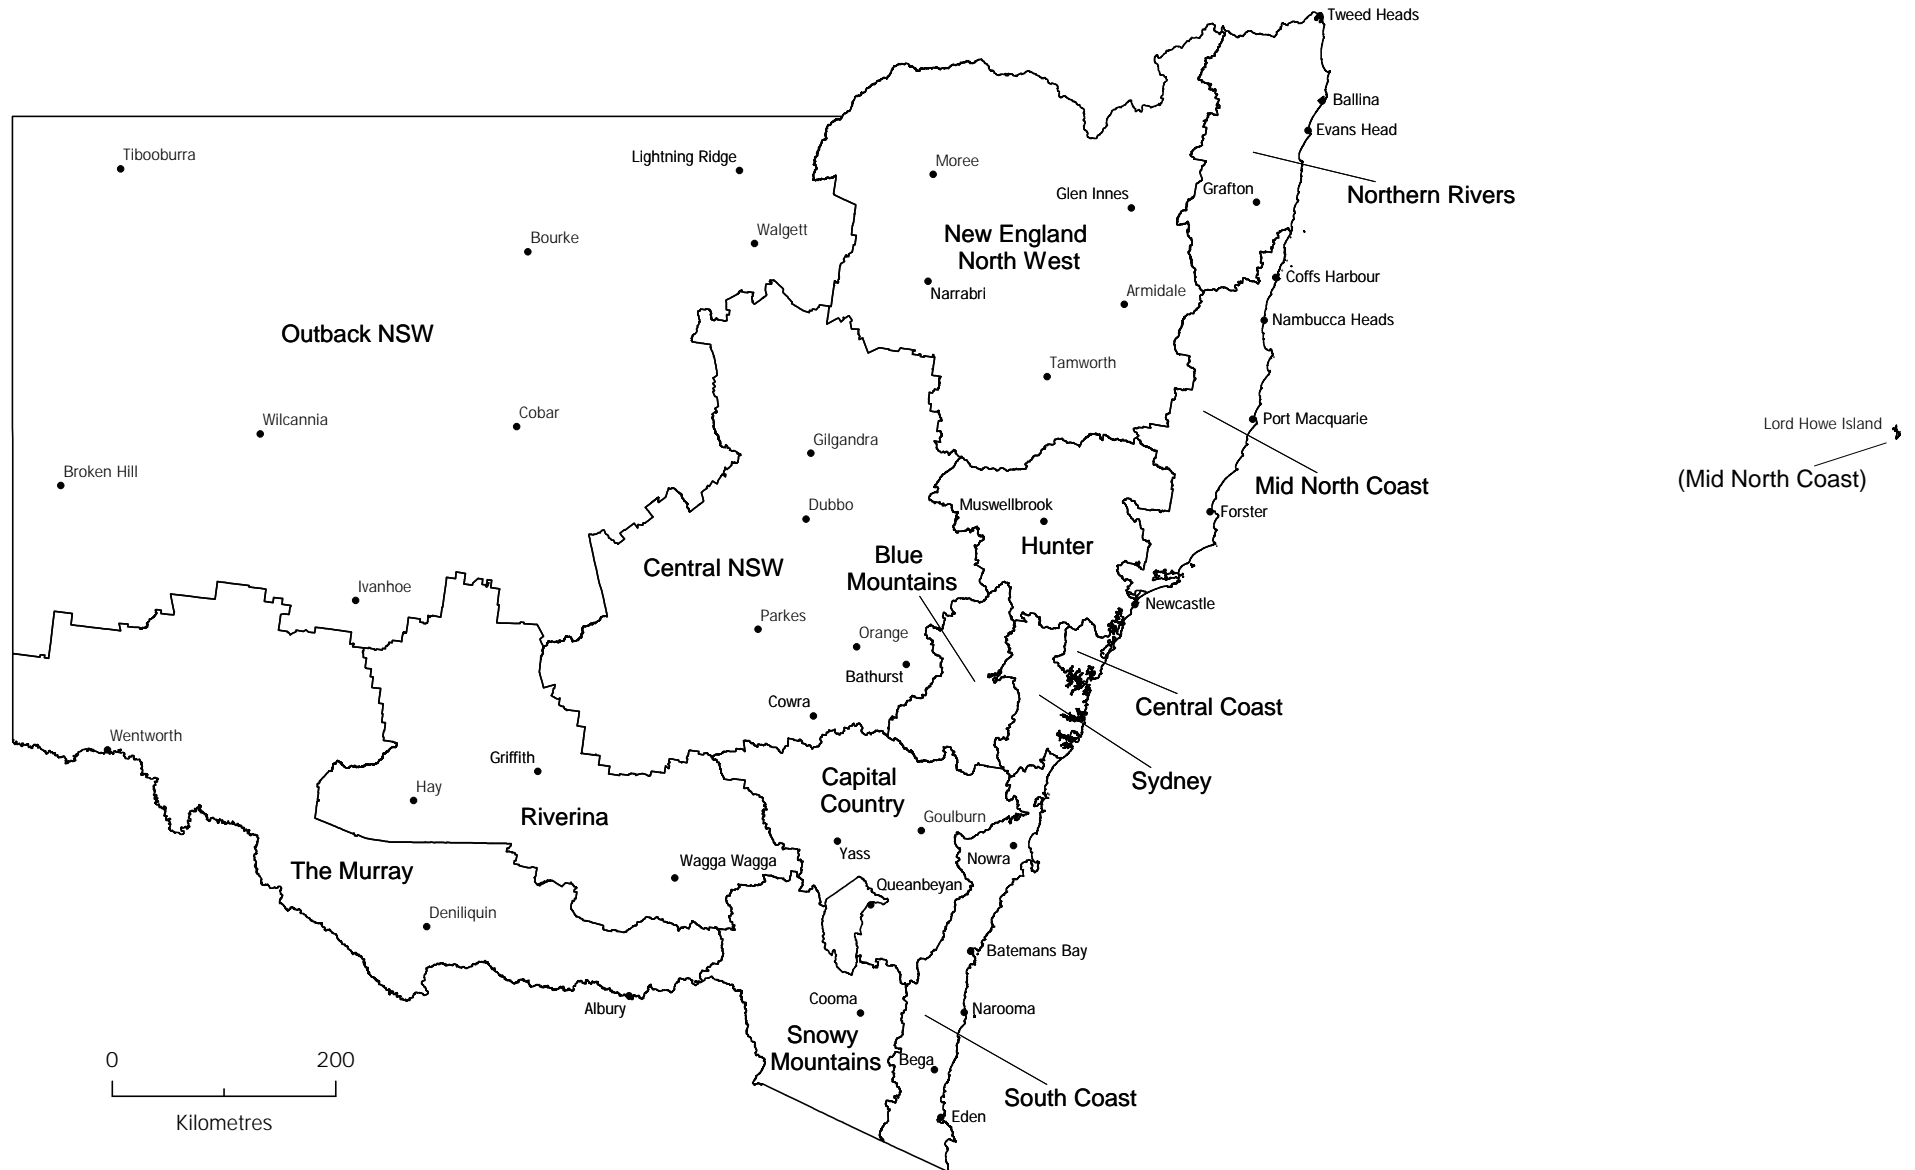 Tweed Heads
Ballina
Evans Head
Tibooburra
Lightning Ridge
Moree
Glen Innes
Grafton
Northern Rivers
Bourke
Walgett
New England
North West
Coffs Harbour
Narrabri
Armidale
Nambucca Heads
Outback NSW
Tamworth
Wilcannia
Cobar
Port Macquarie
Lord Howe Island
Gilgandra
Broken Hill
(Mid North Coast)
Mid North Coast
Dubbo
Muswellbrook
Forster
Hunter
Blue
Mountains
Central NSW
Ivanhoe
Newcastle
Parkes
Orange
Bathurst
Cowra
Central Coast
Wentworth
Griffith
Capital
Country
Sydney
Hay
Riverina
Goulburn
Yass
Nowra
The Murray
Wagga Wagga
Queanbeyan
Deniliquin
Batemans Bay
Albury
Cooma
Narooma
Snowy
Mountains
Bega
South Coast
Eden
0 200
Kilometres